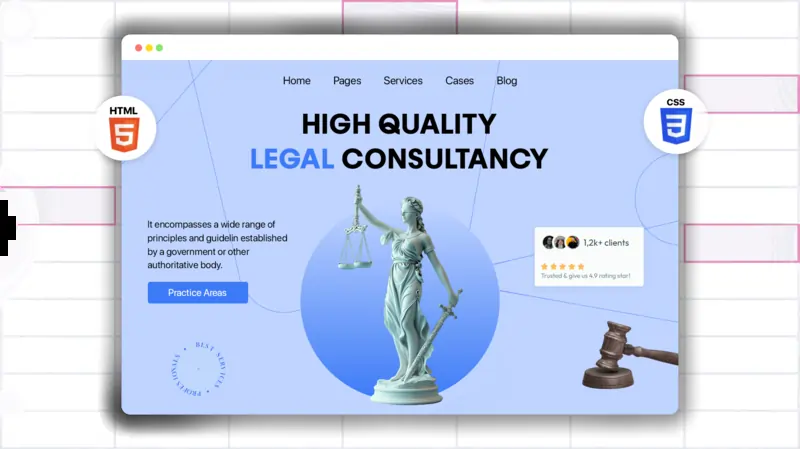 Home Pages Services Cases Blog
HTML
5
CSS
3
HIGH QUALITY
LEGAL CONSULTANCY
It encompasses a wide range of
principles and guidelin established
by a government or other
authoritative body.
Practice Areas
1,2k+ clients
Trusted & give us 4.9 rating star!
BEST SERVICES • PROFESSIONALS •